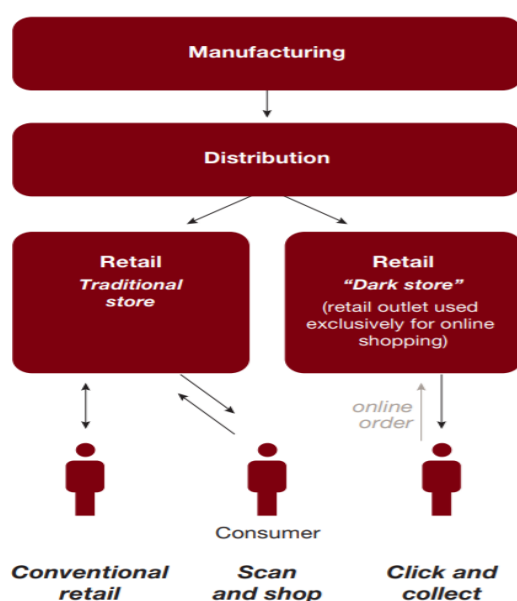 Manufacturing
Distribution
Retail
Traditional
store
Retail
“Dark store”
(retail outlet used
exclusively for online
shopping)
online
order
Consumer
Conventional
retail
Scan
and shop
Click and
collect